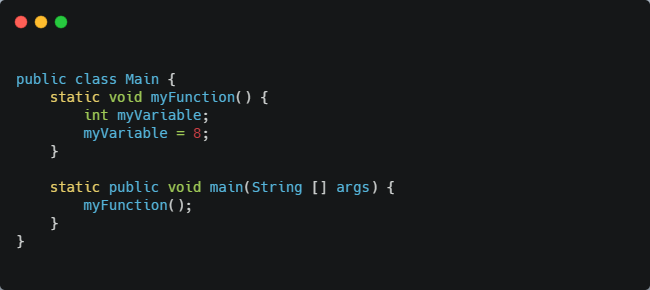 public class Main {
    static void myFunction() {
        int myVariable;
        myVariable = 8;
    }

    static public void main(String [] args) {
        myFunction();
    }
}